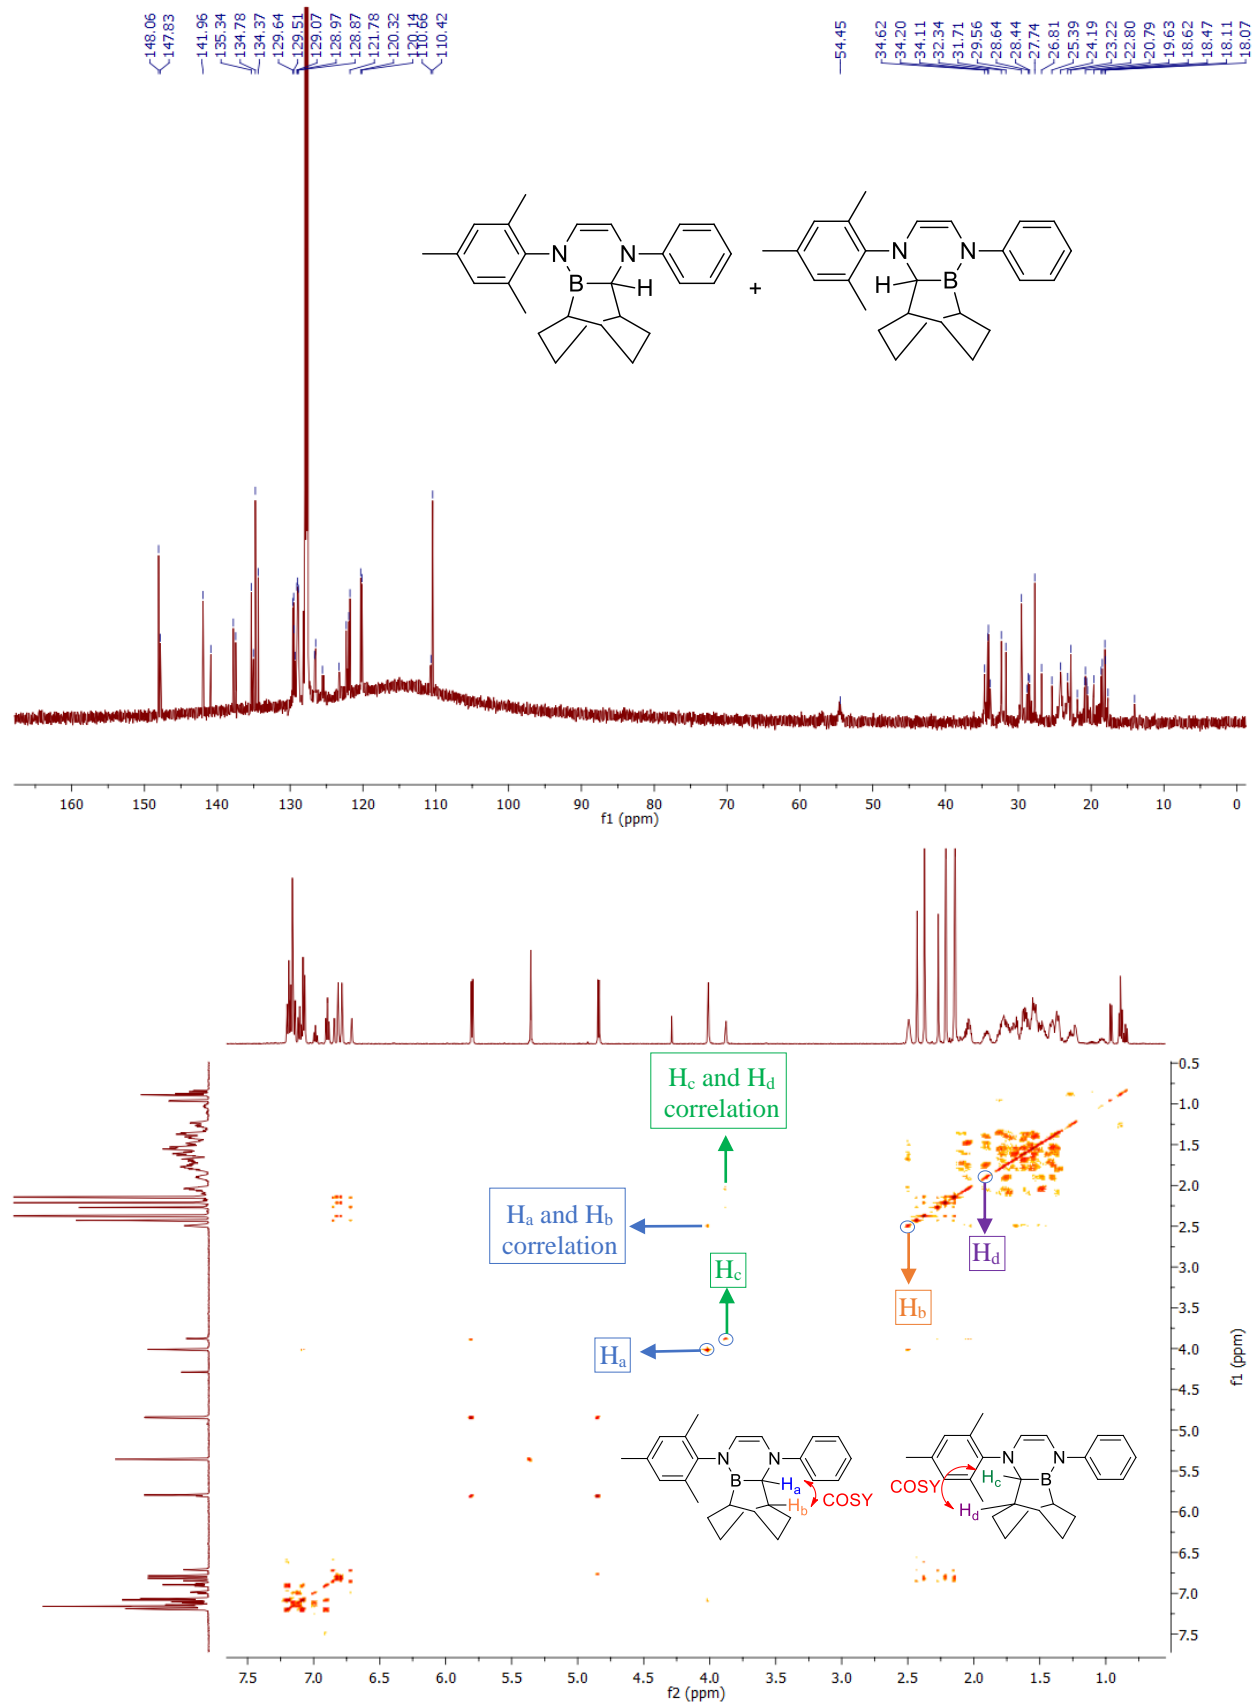 148.06
147.83
141.96
135.34
134.78
134.37
129.64
129.51
129.07
128.97
128.87
121.78
120.32
120.14
110.66
110.42
54.45
34.62
34.20
34.11
32.34
31.71
29.56
28.64
28.44
27.74
26.81
25.39
24.19
23.22
22.80
20.79
19.63
18.62
18.47
18.11
18.07
N N
B H
+
N N
H B
160 150 140 130 120 110 100 90 80 70 60 50 40 30 20 10 0
f1 (ppm)
Hc and Hd
correlation
Ha and Hb
correlation
Hc
Ha
Hd
Hb
N N
B Ha
Hb COSY
N N
Hc B
COSY
Hd
0.5
1.0
1.5
2.0
2.5
3.0
3.5
4.0
4.5
5.0
5.5
6.0
6.5
7.0
7.5
f1 (ppm)
7.5 7.0 6.5 6.0 5.5 5.0 4.5 4.0 3.5 3.0 2.5 2.0 1.5 1.0
f2 (ppm)